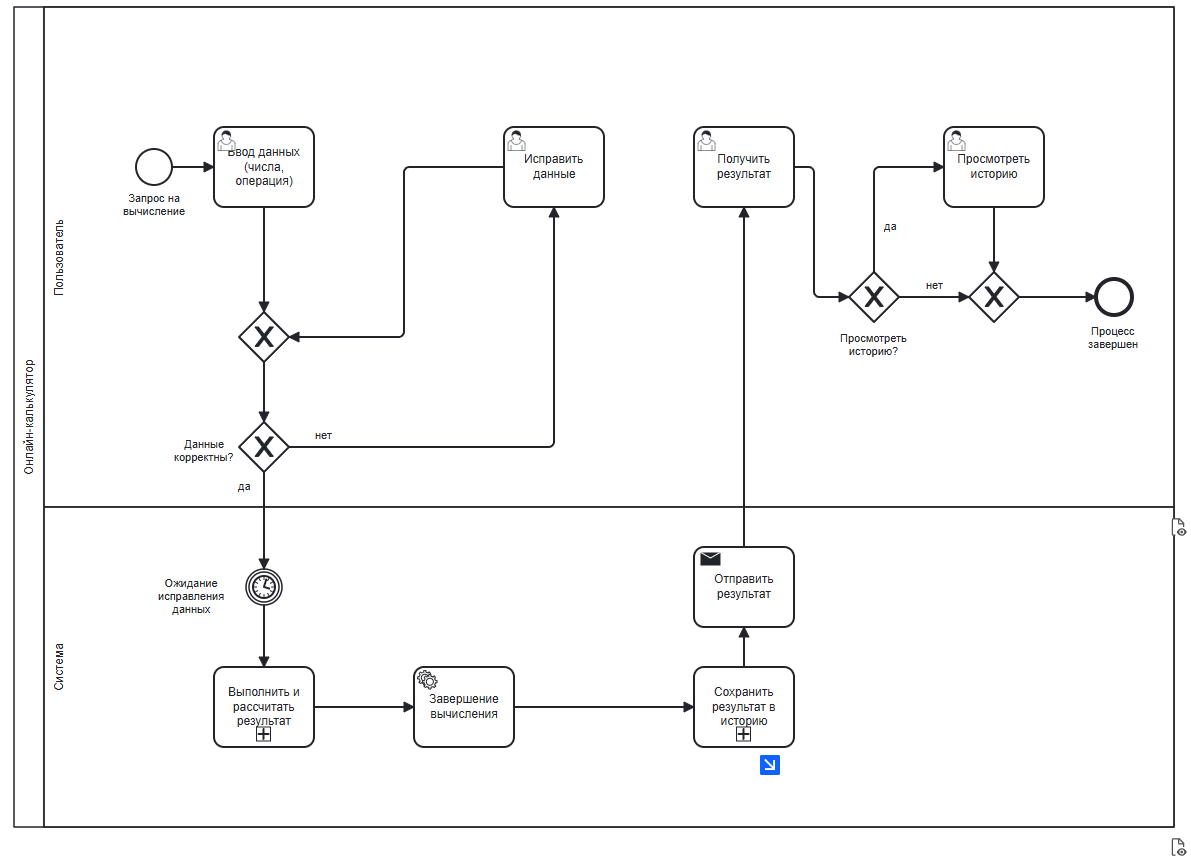 Онлайн-калькулятор
Пользователь
Запрос на
вычисление
Ввод данных
(числа,
операция)
Исправить
данные
Данные
корректны?
нет
да
Получить
результат
Просмотреть
историю?
да
нет
Просмотреть
историю
Процесс
завершен
Система
Ожидание
исправления
данных
Выполнить и
рассчитать
результат
Завершение
вычисления
Сохранить
результат в
историю
Отправить
результат